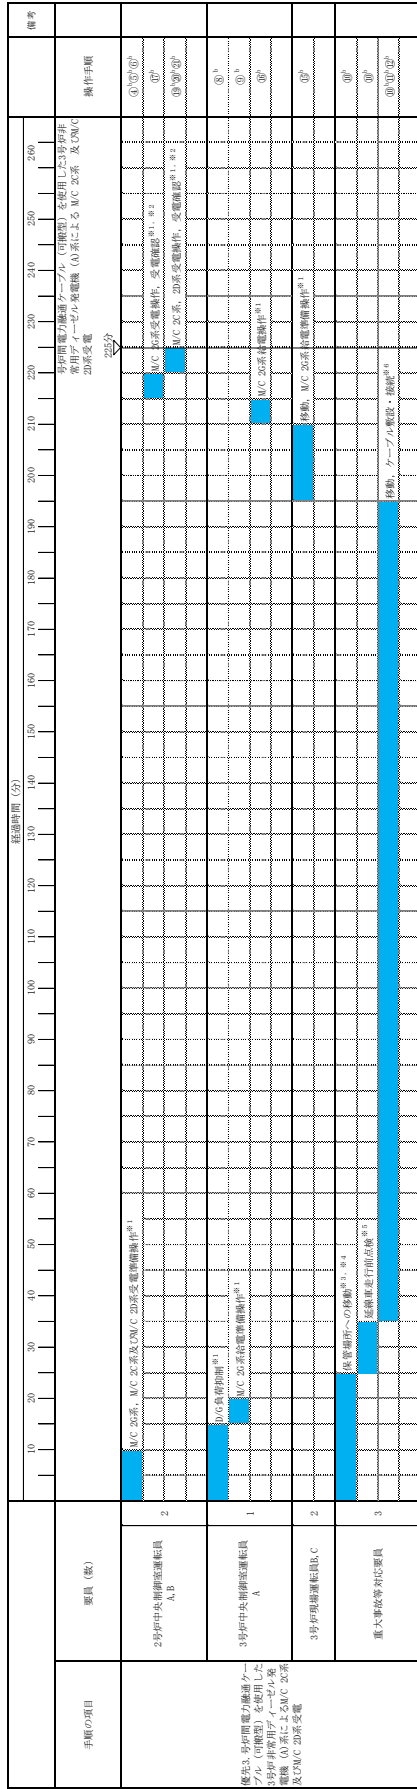 手順の項目
要員(数)
経過時間(分)
備考
10 20 30 40 50 60 70 80 90 100 110 120 130 140 150 160 170 180 190 200 210 220 230 240 250 260
操作手順
号炉間電力融通ケーブル(可搬型)を使用した3号炉非
常用ディーゼル発電機(A)系による M/C 2C系 及びM/C
2D系受電
225分
優先3.号炉間電力融通ケー
ブル(可搬型)を使用した
3号炉非常用ディーゼル発
電機(A)系によるM/C 2C系
及びM/C 2D系受電
2号炉中央制御室運転員
A,B
2
M/C 2G系,M/C 2C系及びM/C 2D系受電準備操作※1
④ʰ⑤ʰ⑥ʰ
M/C 2G系受電操作,受電確認※1,※2
⑰ʰ
M/C 2C系,2D系受電操作,受電確認※1,※2
⑲ʰ⑳ʰ㉑ʰ
3号炉中央制御室運転員
A
1
D/G負荷抑制※1
⑧ʰ
M/C 2G系給電準備操作※1
⑨ʰ
M/C 2G系給電操作※1
⑯ʰ
3号炉現場運転員B,C
2
移動,M/C 2G系給電準備操作※1
⑮ʰ
重大事故等対応要員
3
保管場所への移動※3,※4
⑩ʰ
延線車走行前点検※5
⑩ʰ
移動,ケーブル敷設・接続※6
⑩ʰ⑪ʰ⑫ʰ